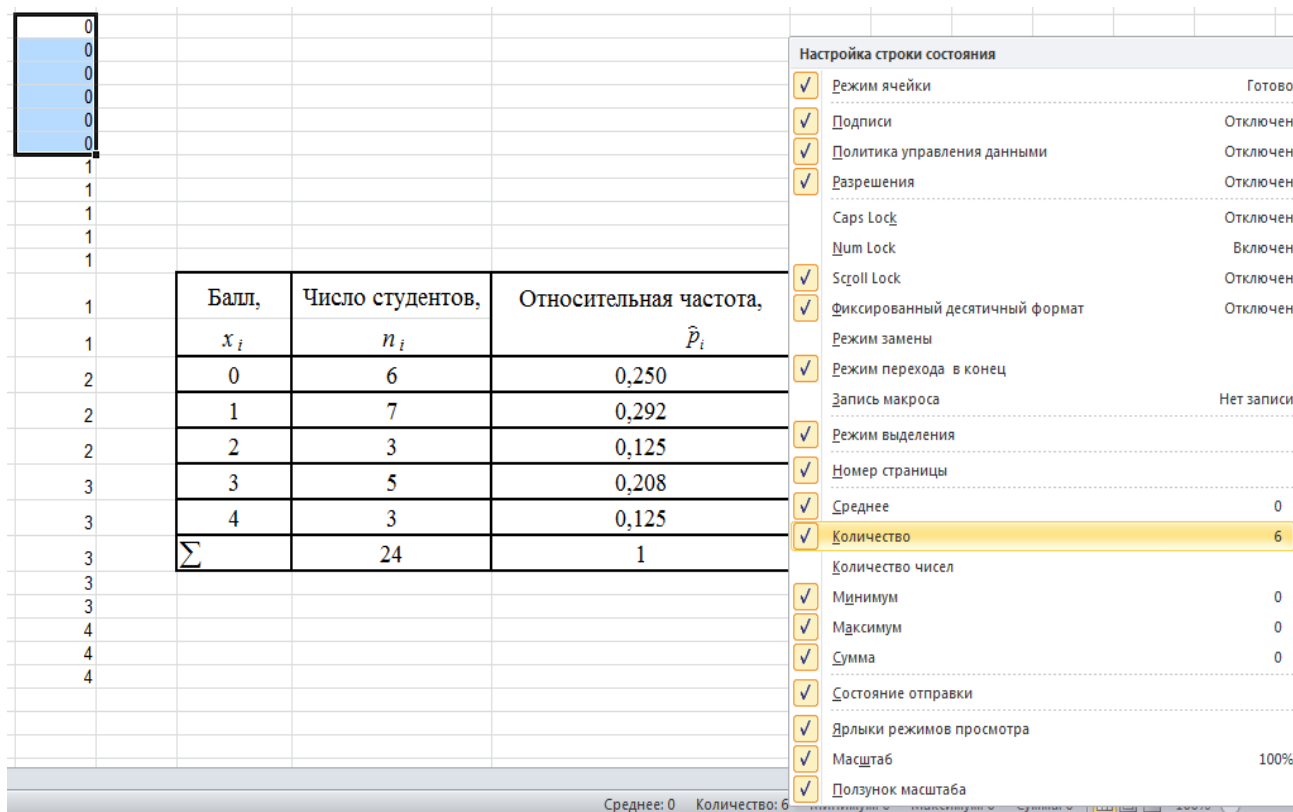 0
0
0
0
0
0
1
1
1
1
1
1
1
2
2
2
3
3
3
3
3
4
4
4
Балл, Число студентов, Относительная частота,
x i n i p̂ i
0 6 0,250
1 7 0,292
2 3 0,125
3 5 0,208
4 3 0,125
∑ 24 1
Настройка строки состояния
Режим ячейки Готово
Подписи Отключен
Политика управления данными Отключен
Разрешения Отключен
Caps Lock Отключен
Num Lock Включен
Scroll Lock Отключен
Фиксированный десятичный формат Отключен
Режим замены
Режим перехода в конец
Запись макроса Нет записи
Режим выделения
Номер страницы
Среднее 0
Количество 6
Количество чисел
Минимум 0
Максимум 0
Сумма 0
Состояние отправки
Ярлыки режимов просмотра
Масштаб 100%
Ползунок масштаба
Среднее: 0 Количество: 6